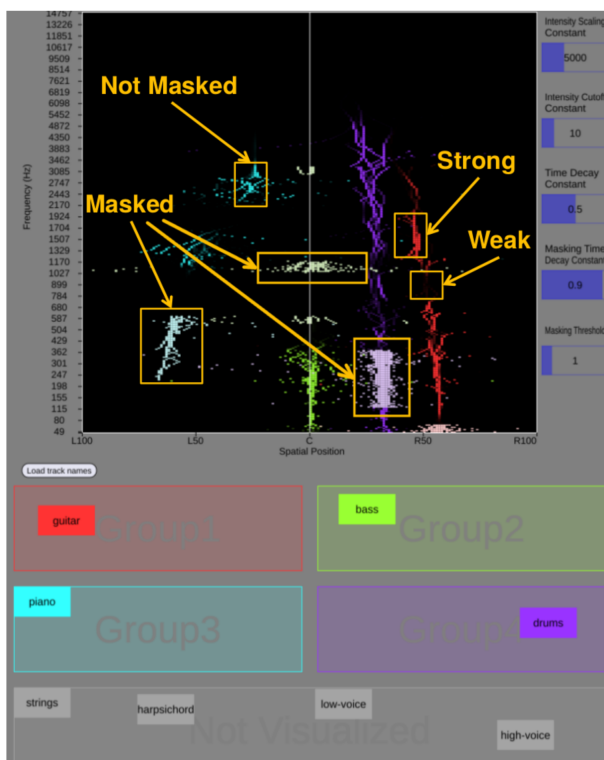 14757
13226
11851
10617
9509
8514
7621
6819
6098
5452
4872
4350
3883
3462
3085
2747
2443
2170
1924
1704
1507
1329
1170
1027
899
784
680
587
504
429
362
301
247
198
155
115
80
49
Frequency (Hz)
L100
L50
C
R50
R100
Spatial Position
Not Masked
Masked
Strong
Weak
Intensity Scaling
Constant
5000
Intensity Cutoff
Constant
10
Time Decay
Constant
0.5
Masking Time
Decay Constant
0.9
Masking Threshold
1
Load track names
guitar
Group1
bass
Group2
piano
Group3
drums
Group4
strings
harpsichord
low-voice
high-voice
Not Visualized